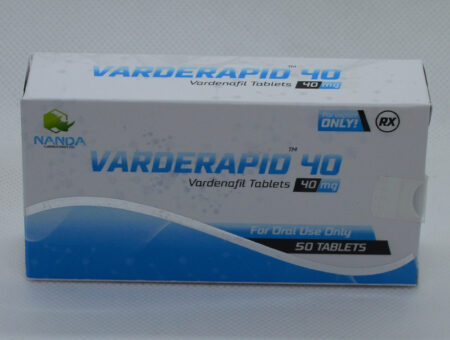 VARDERAPID™ 40
Vardenafil Tablets 40 mg
ONLY!
RX
NANDA
VARDERAPID™ 40
Vardenafil Tablets 40 mg
For Oral Use Only
50 TABLETS